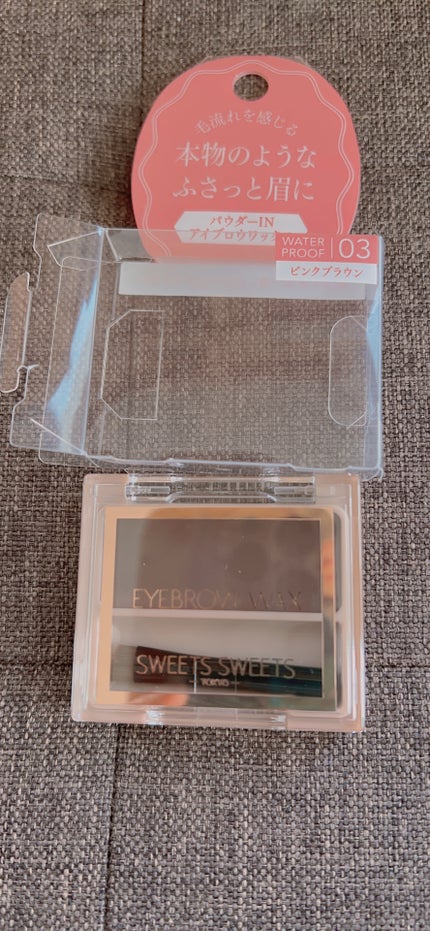 毛流れを感じる
本物のような
ふさっと眉に
パウダーIN
アイブロウワックス
WATER
PROOF
03
ピンクブラウン
EYEBROW WAX
SWEETS SWEETS
TOKYO